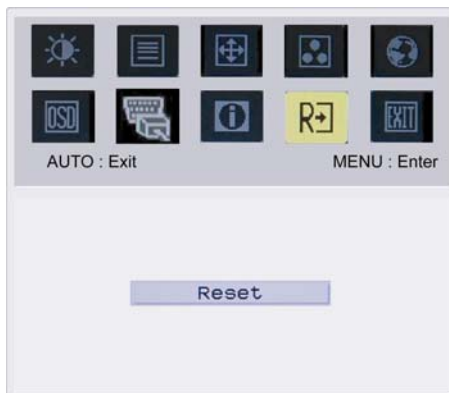 OSD
R
EXIT
AUTO : Exit
MENU : Enter
Reset